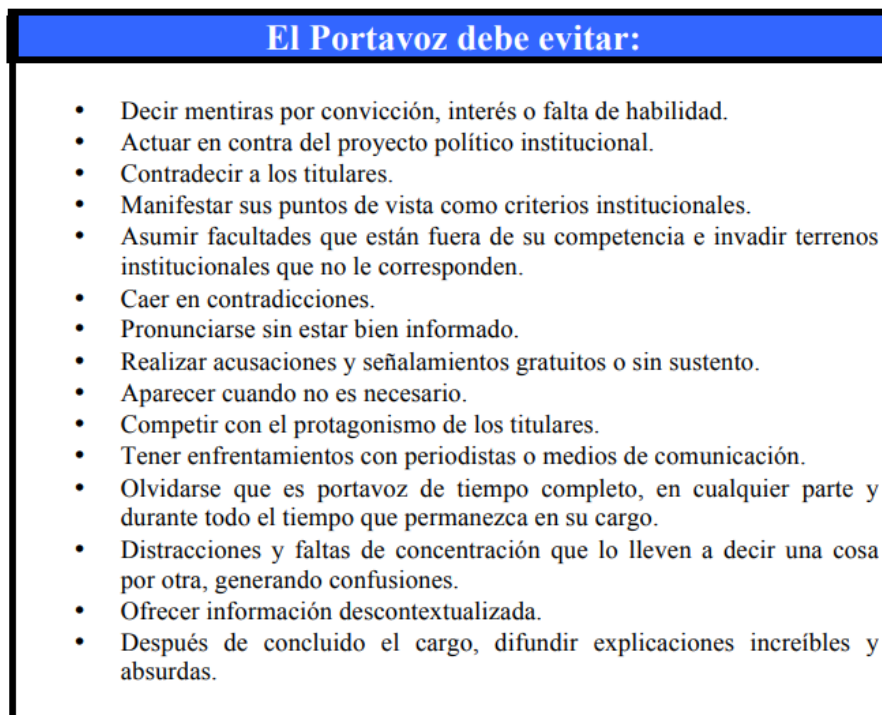 El Portavoz debe evitar:
• Decir mentiras por convicción, interés o falta de habilidad.
• Actuar en contra del proyecto político institucional.
• Contradecir a los titulares.
• Manifestar sus puntos de vista como criterios institucionales.
• Asumir facultades que están fuera de su competencia e invadir terrenos
institucionales que no le corresponden.
• Caer en contradicciones.
• Pronunciarse sin estar bien informado.
• Realizar acusaciones y señalamientos gratuitos o sin sustento.
• Aparecer cuando no es necesario.
• Competir con el protagonismo de los titulares.
• Tener enfrentamientos con periodistas o medios de comunicación.
• Olvidarse que es portavoz de tiempo completo, en cualquier parte y
durante todo el tiempo que permanezca en su cargo.
• Distracciones y faltas de concentración que lo lleven a decir una cosa
por otra, generando confusiones.
• Ofrecer información descontextualizada.
• Después de concluido el cargo, difundir explicaciones increíbles y
absurdas.